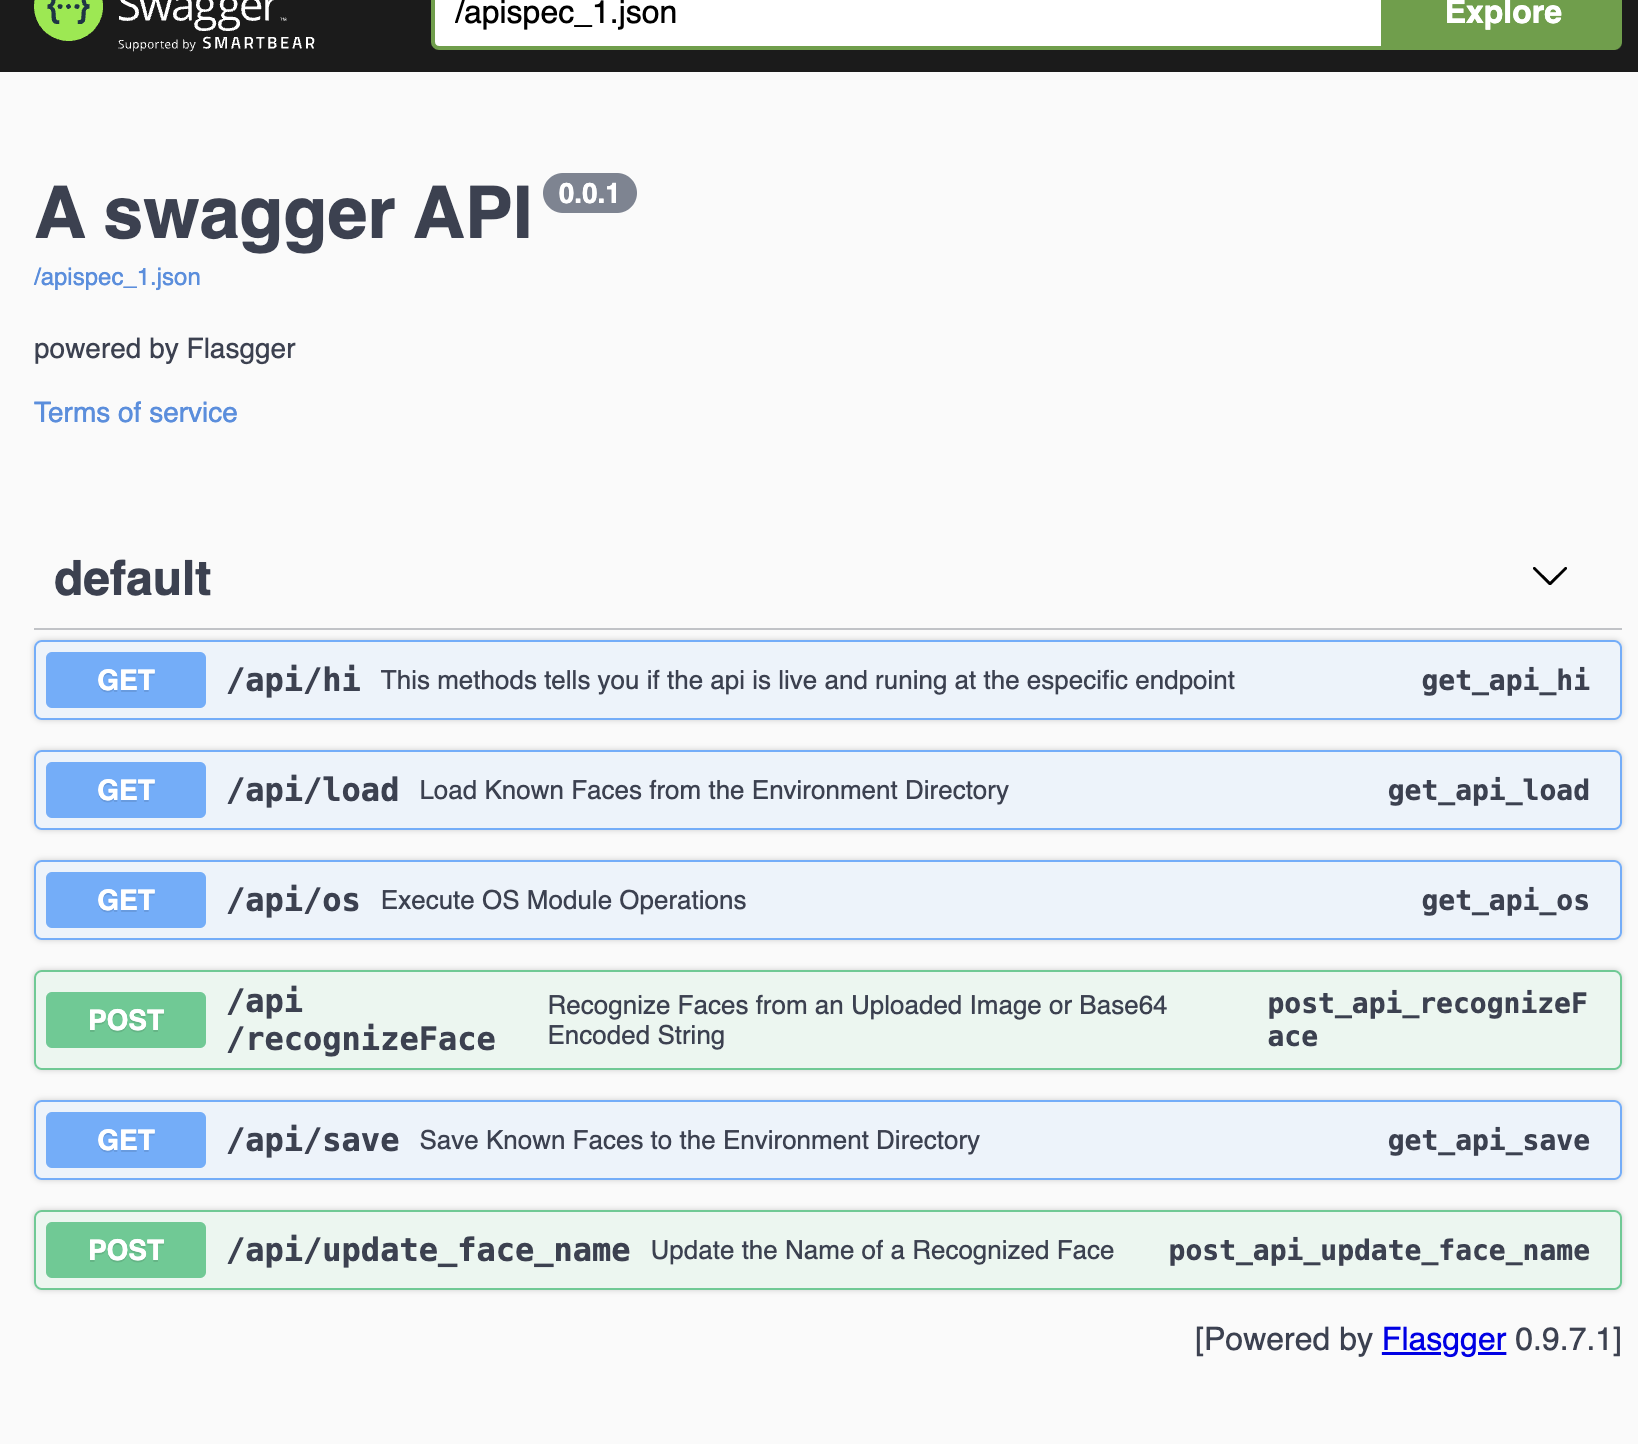 {···} Swagger™
Supported by SMARTBEAR
/apispec_1.json
Explore
A swagger API 0.0.1
/apispec_1.json
powered by Flasgger
Terms of service
default
GET /api/hi This methods tells you if the api is live and runing at the especific endpoint get_api_hi
GET /api/load Load Known Faces from the Environment Directory get_api_load
GET /api/os Execute OS Module Operations get_api_os
POST /api
/recognizeFace
Recognize Faces from an Uploaded Image or Base64
Encoded String
post_api_recognizeF
ace
GET /api/save Save Known Faces to the Environment Directory get_api_save
POST /api/update_face_name Update the Name of a Recognized Face post_api_update_face_name
[Powered by Flasgger 0.9.7.1]